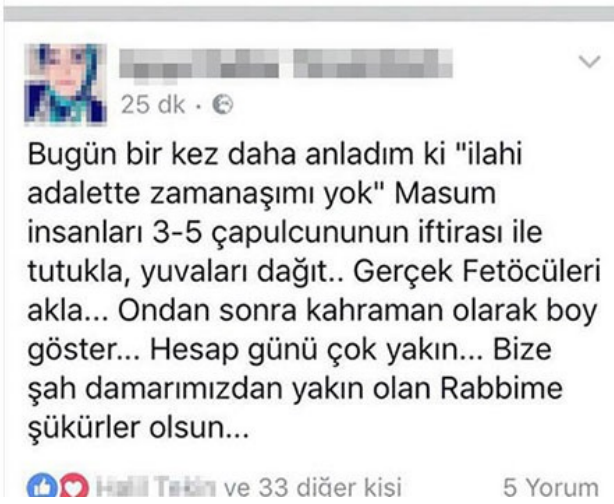 25 dk ·
Bugün bir kez daha anladım ki "ilahi
adalette zamanaşımı yok" Masum
insanları 3-5 çapulcununun iftirası ile
tutukla, yuvaları dağıt.. Gerçek Fetöcüleri
akla... Ondan sonra kahraman olarak boy
göster... Hesap günü çok yakın... Bize
şah damarımızdan yakın olan Rabbime
şükürler olsun...
ve 33 diğer kişi 5 Yorum